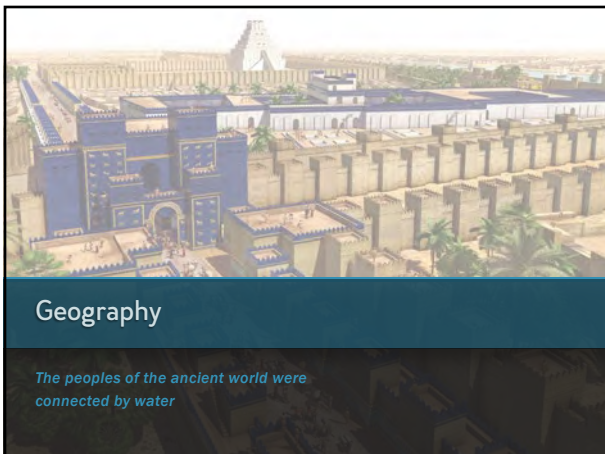 Geography
The peoples of the ancient world were
connected by water